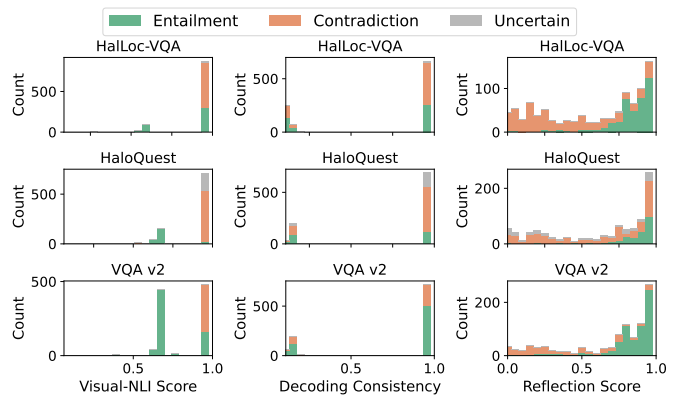 Entailment Contradiction Uncertain
HalLoc-VQA HalLoc-VQA HalLoc-VQA
Count Count Count
500 500 100
0 0 0
HaloQuest HaloQuest HaloQuest
Count Count Count
500 500 200
0 0 0
VQA v2 VQA v2 VQA v2
Count Count Count
500 500 200
0 0 0
0.5 1.0 0.5 1.0 0.0 0.5 1.0
Visual-NLI Score Decoding Consistency Reflection Score